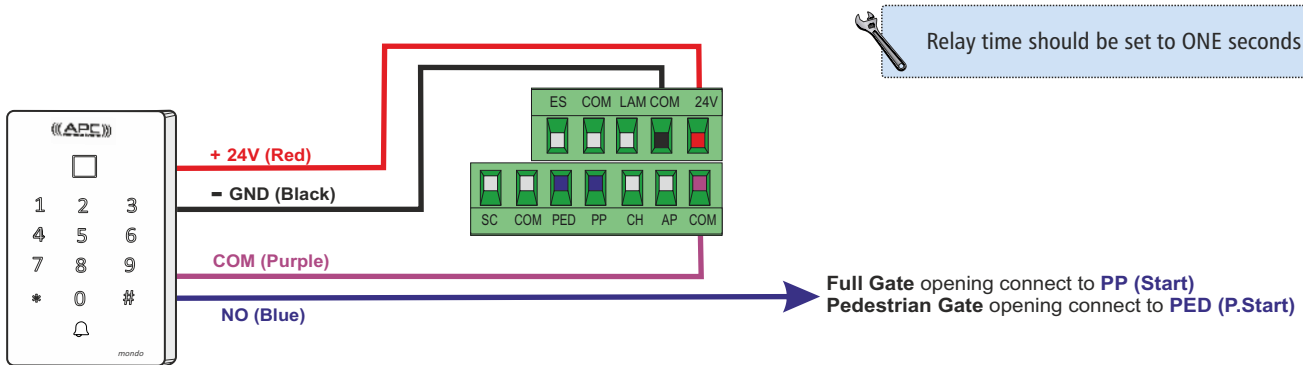 Relay time should be set to ONE seconds
ES COM LAM COM 24V
((( APC )))
+ 24V (Red)
- GND (Black)
1 2 3
4 5 6
7 8 9
* 0 #
mondo
SC COM PED PP CH AP COM
COM (Purple)
NO (Blue)
Full Gate opening connect to PP (Start)
Pedestrian Gate opening connect to PED (P.Start)